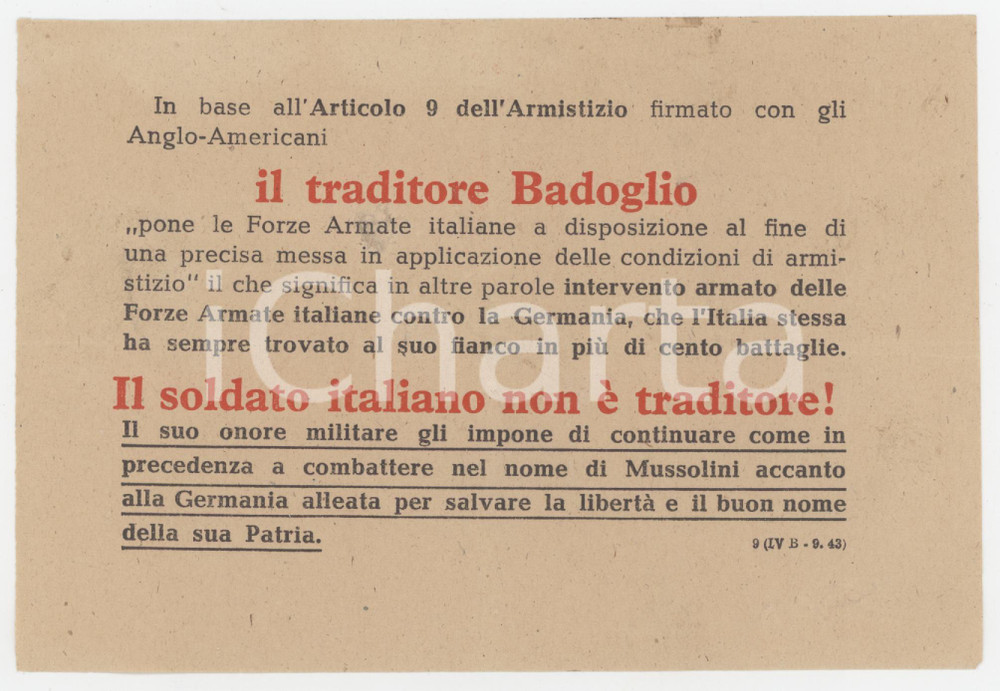 In base all'Articolo 9 dell'Armistizio firmato con gli
Anglo-Americani
il traditore Badoglio
„pone le Forze Armate italiane a disposizione al fine di
una precisa messa in applicazione delle condizioni di armi-
stizio" il che significa in altre parole intervento armato delle
Forze Armate italiane contro la Germania, che l'Italia stessa
ha sempre trovato al suo fianco in più di cento battaglie.
Il soldato italiano non è traditore!
Il suo onore militare gli impone di continuare come in
precedenza a combattere nel nome di Mussolini accanto
alla Germania alleata per salvare la libertà e il buon nome
della sua Patria.
9 (IV B - 9. 43)
iCharta